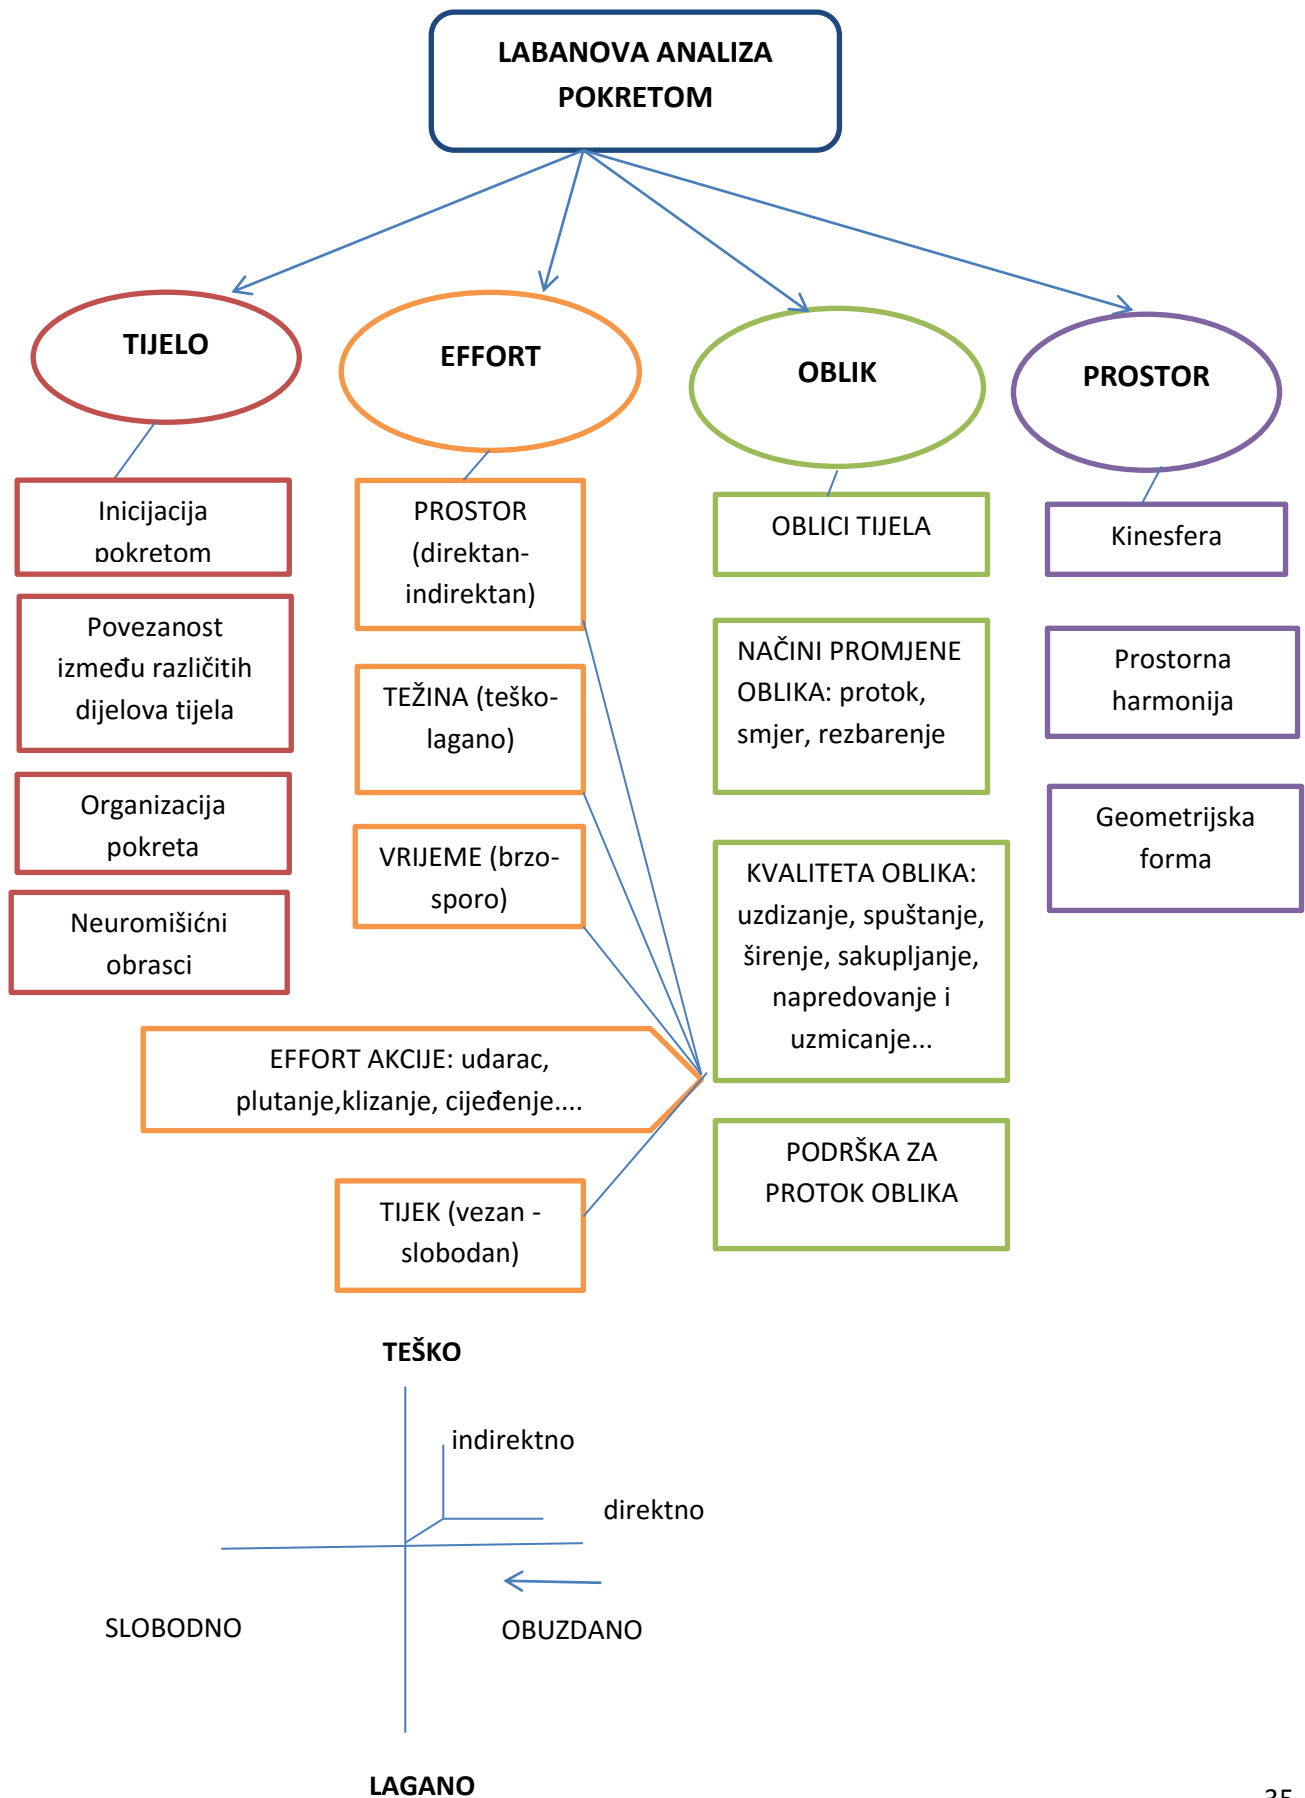 LABANOVA ANALIZA
POKRETOM
TIJELO
EFFORT
OBLIK
PROSTOR
Inicijacija
pokretom
Povezanost
između različitih
dijelova tijela
Organizacija
pokreta
Neuromišićni
obrasci
PROSTOR
(direktan-
indirektan)
TEŽINA (teško-
lagano)
VRIJEME (brzo-
sporo)
EFFORT AKCIJE: udarac,
plutanje,klizanje, cijeđenje....
TIJEK (vezan -
slobodan)
OBLICI TIJELA
NAČINI PROMJENE
OBLIKA: protok,
smjer, rezbarenje
KVALITETA OBLIKA:
uzdizanje, spuštanje,
širenje, sakupljanje,
napredovanje i
uzmicanje...
PODRŠKA ZA
PROTOK OBLIKA
Kinesfera
Prostorna
harmonija
Geometrijska
forma
TEŠKO
indirektno
direktno
SLOBODNO
OBUZDANO
LAGANO
35